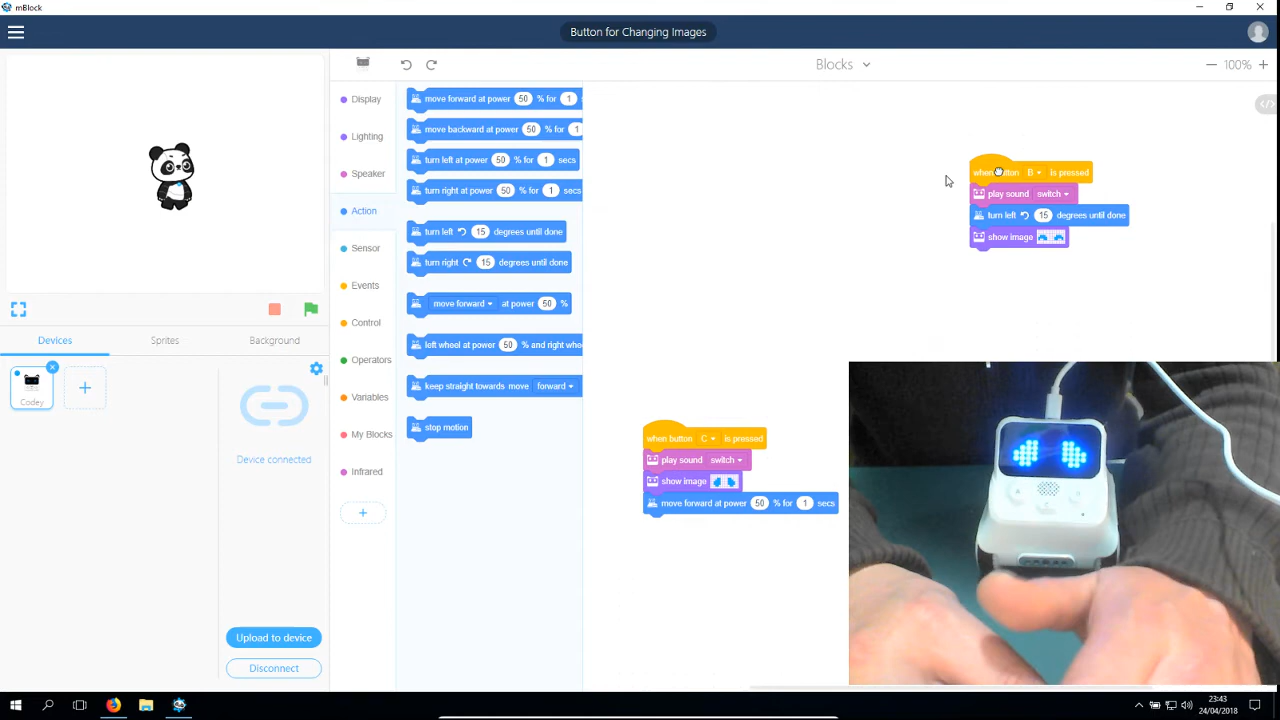 mBlock
Button for Changing Images
Blocks
100%
Display
Lighting
Speaker
Action
Sensor
Events
Control
Operators
Variables
My Blocks
Infrared
move forward at power 50 % for 1
move backward at power 50 % for 1
turn left at power 50 % for 1 secs
turn right at power 50 % for 1 secs
turn left 15 degrees until done
turn right 15 degrees until done
move forward at power 50 %
left wheel at power 50 % and right whe
keep straight towards move forward
stop motion
when button B is pressed
play sound switch
turn left 15 degrees until done
show image
when button C is pressed
play sound switch
show image
move forward at power 50 % for 1 secs
Devices
Sprites
Background
Codey
Device connected
Upload to device
Disconnect
A
C
23:43
24/04/2018